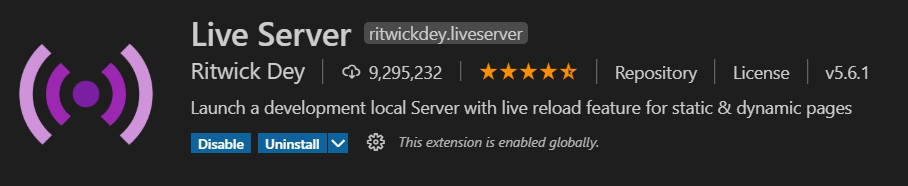 Live Server ritwickdey.liveserver
Ritwick Dey 9,295,232 Repository License v5.6.1
Launch a development local Server with live reload feature for static & dynamic pages
Disable Uninstall This extension is enabled globally.